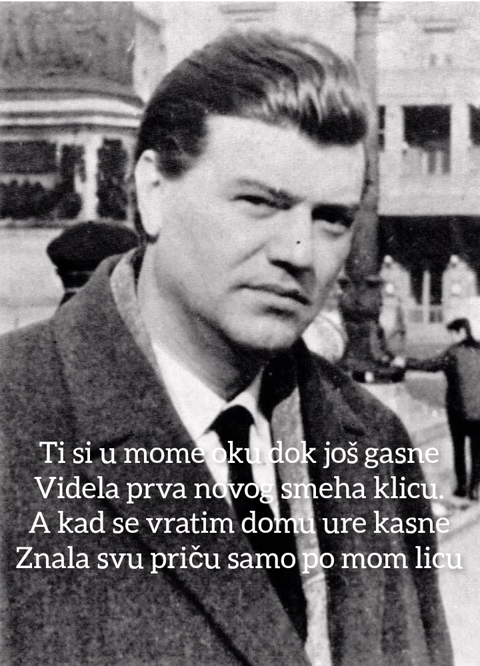 Ti si u mome oku dok još gasne
Videla prva novog smeha klicu.
A kad se vratim domu ure kasne
Znala svu priču samo po mom licu